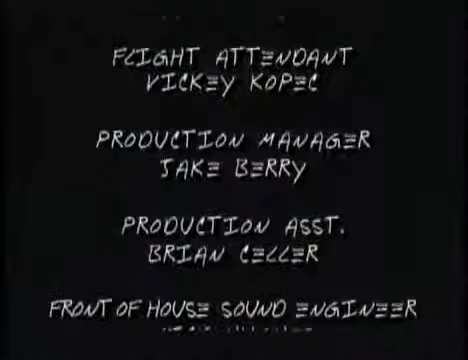 FLIGHT ATTENDANT
VICKEY KOPEC
PRODUCTION MANAGER
JAKE BERRY
PRODUCTION ASST.
BRIAN CELLER
FRONT OF HOUSE SOUND ENGINEER